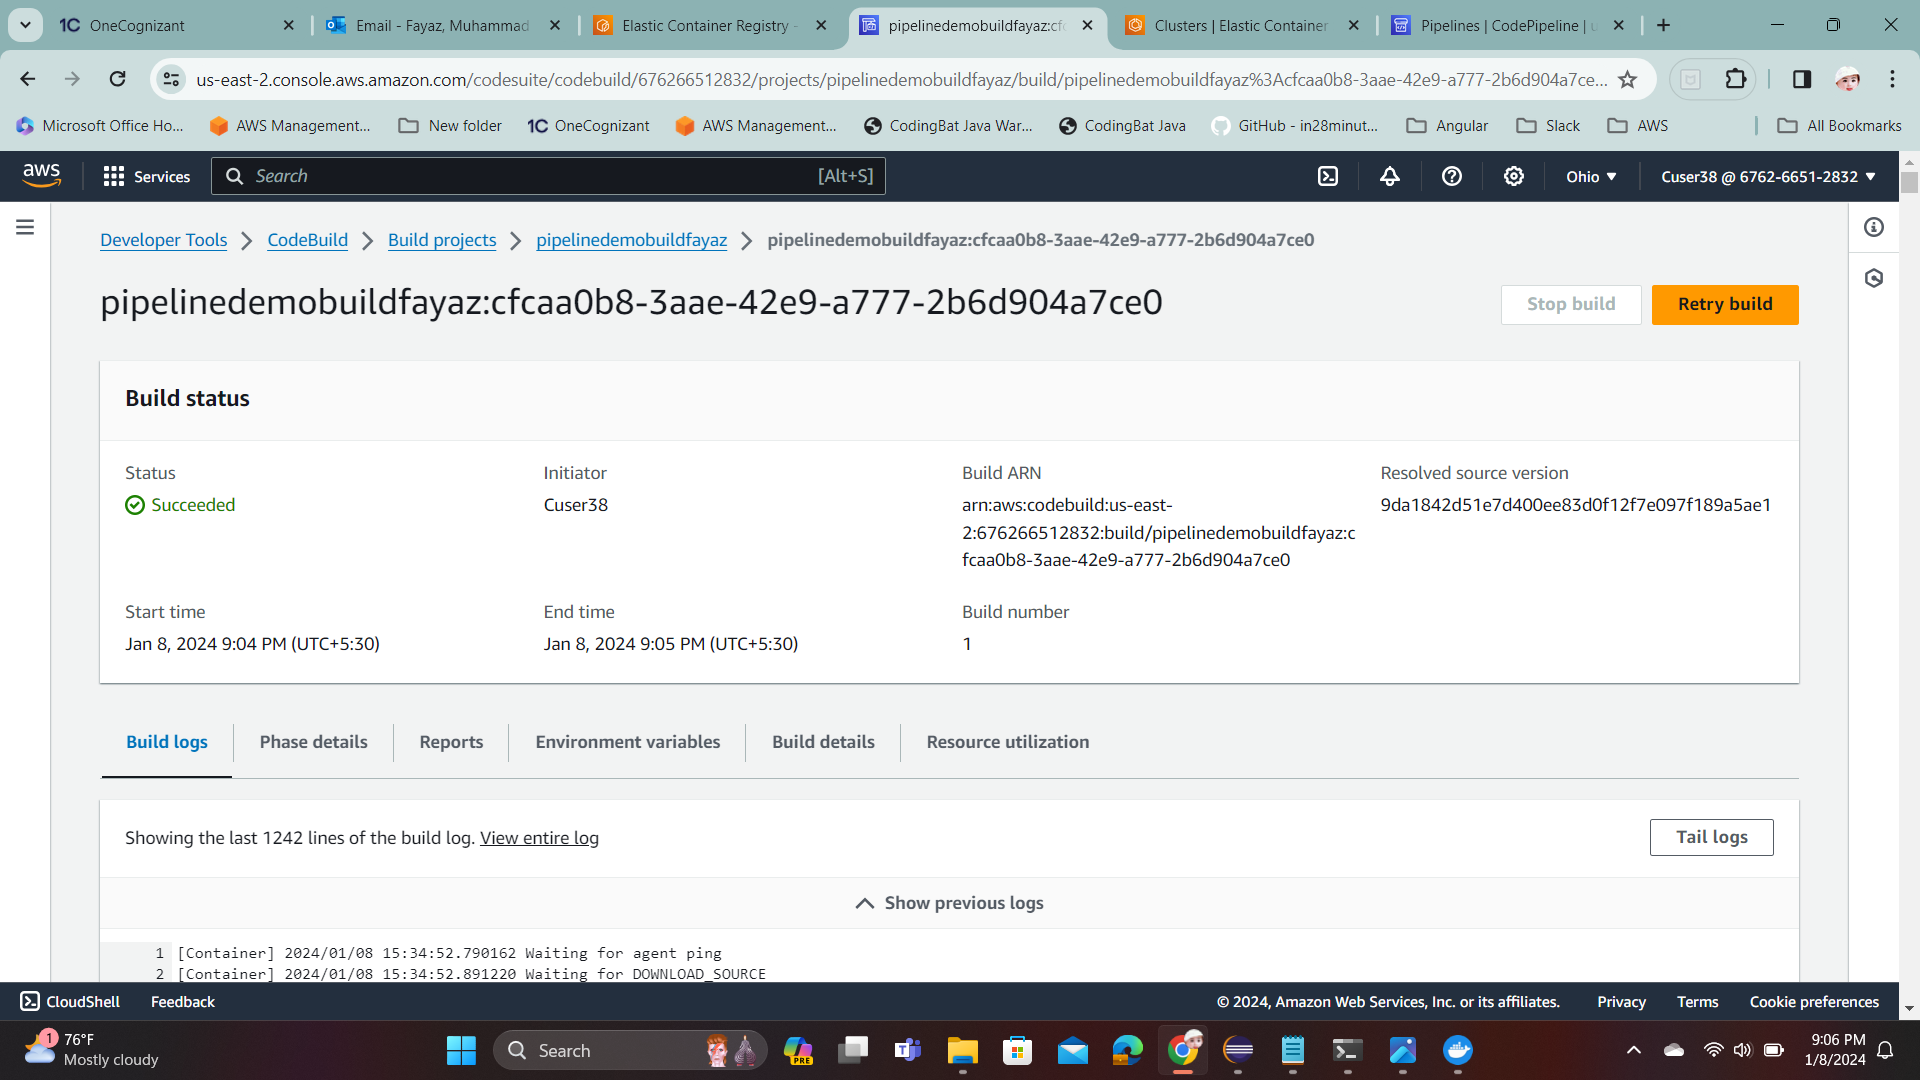 OneCognizant
Email - Fayaz, Muhammad
Elastic Container Registry -
pipelinedemobuildfayaz:cfc
Clusters | Elastic Container
Pipelines | CodePipeline | u
us-east-2.console.aws.amazon.com/codesuite/codebuild/676266512832/projects/pipelinedemobuildfayaz/build/pipelinedemobuildfayaz%3Acfcaa0b8-3aae-42e9-a777-2b6d904a7ce...
Microsoft Office Ho...
AWS Management...
New folder
1C OneCognizant
AWS Management...
CodingBat Java War...
CodingBat Java
GitHub - in28minut...
Angular
Slack
AWS
All Bookmarks
aws
Services
Search
[Alt+S]
Ohio
Cuser38 @ 6762-6651-2832
Developer Tools
CodeBuild
Build projects
pipelinedemobuildfayaz
pipelinedemobuildfayaz:cfcaa0b8-3aae-42e9-a777-2b6d904a7ce0
pipelinedemobuildfayaz:cfcaa0b8-3aae-42e9-a777-2b6d904a7ce0
Stop build
Retry build
Build status
Status
Succeeded
Initiator
Cuser38
Build ARN
arn:aws:codebuild:us-east-
2:676266512832:build/pipelinedemobuildfayaz:c
fcaa0b8-3aae-42e9-a777-2b6d904a7ce0
Resolved source version
9da1842d51e7d400ee83d0f12f7e097f189a5ae1
Start time
Jan 8, 2024 9:04 PM (UTC+5:30)
End time
Jan 8, 2024 9:05 PM (UTC+5:30)
Build number
1
Build logs
Phase details
Reports
Environment variables
Build details
Resource utilization
Showing the last 1242 lines of the build log. View entire log
Tail logs
Show previous logs
1 [Container] 2024/01/08 15:34:52.790162 Waiting for agent ping
2 [Container] 2024/01/08 15:34:52.891220 Waiting for DOWNLOAD_SOURCE
CloudShell
Feedback
© 2024, Amazon Web Services, Inc. or its affiliates.
Privacy
Terms
Cookie preferences
1
76°F
Mostly cloudy
Search
PRE
9:06 PM
1/8/2024